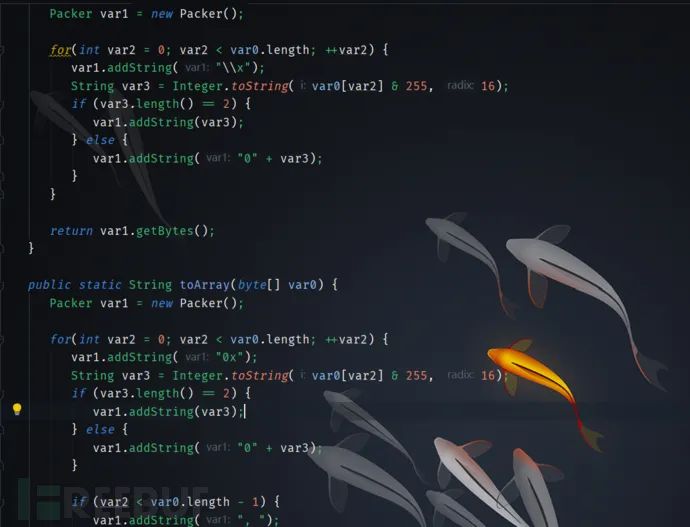 Packer var1 = new Packer();
for(int var2 = 0; var2 < var0.length; ++var2) {
var1.addString( var1: "\\x");
String var3 = Integer.toString( i: var0[var2] & 255, radix: 16);
if (var3.length() == 2) {
var1.addString(var3);
} else {
var1.addString( var1: "0" + var3);
}
}
return var1.getBytes();
}
public static String toArray(byte[] var0) {
Packer var1 = new Packer();
for(int var2 = 0; var2 < var0.length; ++var2) {
var1.addString( var1: "0x");
String var3 = Integer.toString( i: var0[var2] & 255, radix: 16);
if (var3.length() == 2) {
var1.addString(var3);
} else {
var1.addString( var1: "0" + var3);
}
if (var2 < var0.length - 1) {
var1.addString( var1: ", ");
FREEBUF